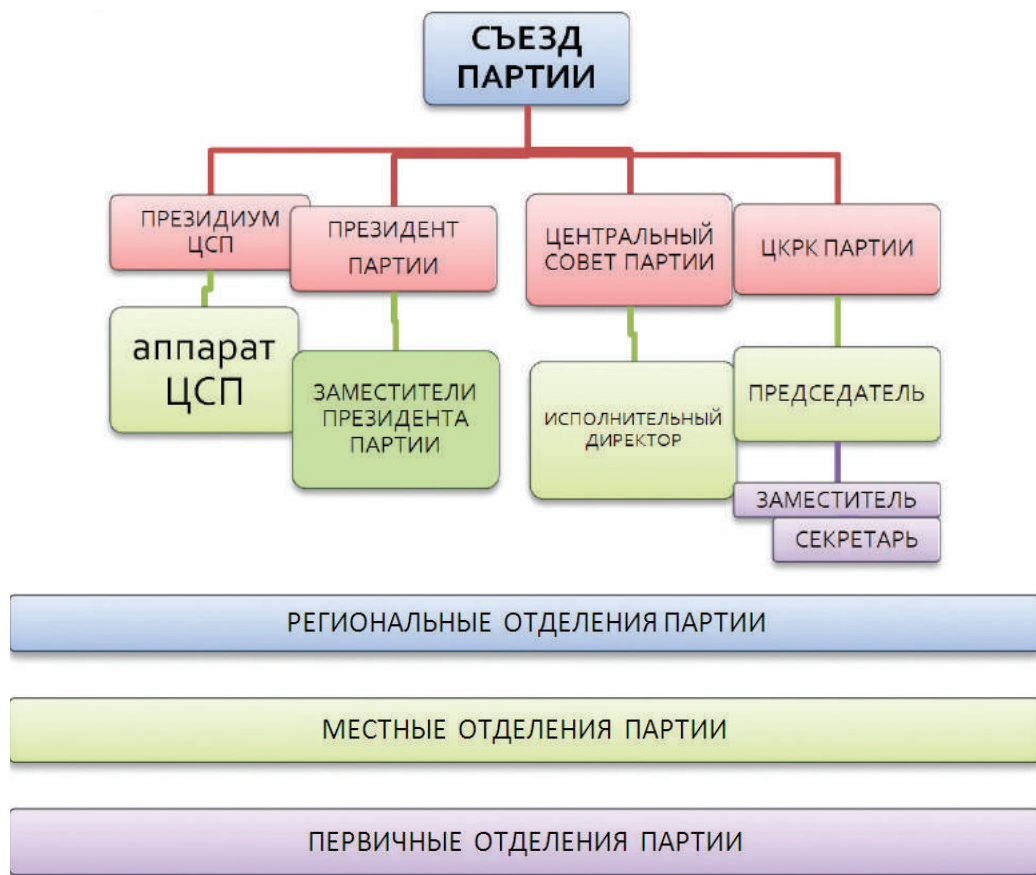 СЪЕЗД
ПАРТИИ
ПРЕЗИДИУМ
ЦСП
ПРЕЗИДЕНТ
ПАРТИИ
ЦЕНТРАЛЬНЫЙ
СОВЕТ ПАРТИИ
ЦКРК ПАРТИИ
аппарат
ЦСП
ЗАМЕСТИТЕЛИ
ПРЕЗИДЕНТА
ПАРТИИ
ИСПОЛНИТЕЛЬНЫЙ
ДИРЕКТОР
ПРЕДСЕДАТЕЛЬ
ЗАМЕСТИТЕЛЬ
СЕКРЕТАРЬ
РЕГИОНАЛЬНЫЕ ОТДЕЛЕНИЯ ПАРТИИ
МЕСТНЫЕ ОТДЕЛЕНИЯ ПАРТИИ
ПЕРВИЧНЫЕ ОТДЕЛЕНИЯ ПАРТИИ